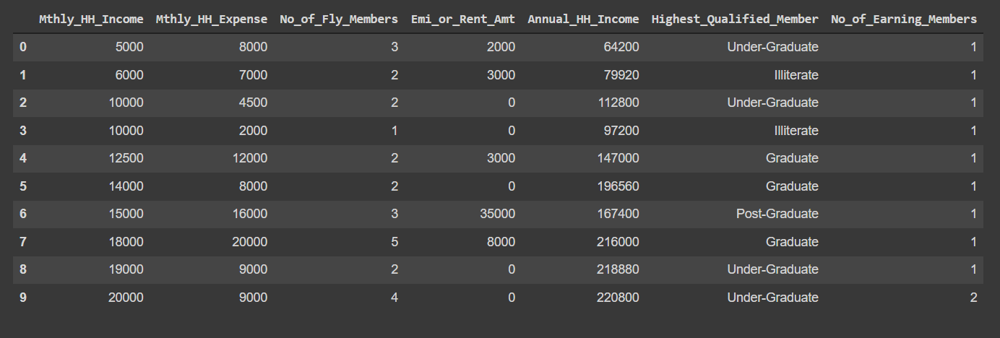 Mthly_HH_Income Mthly_HH_Expense No_of_Fly_Members Emi_or_Rent_Amt Annual_HH_Income Highest_Qualified_Member No_of_Earning_Members
0 5000 8000 3 2000 64200 Under-Graduate 1
1 6000 7000 2 3000 79920 Illiterate 1
2 10000 4500 2 0 112800 Under-Graduate 1
3 10000 2000 1 0 97200 Illiterate 1
4 12500 12000 2 3000 147000 Graduate 1
5 14000 8000 2 0 196560 Graduate 1
6 15000 16000 3 35000 167400 Post-Graduate 1
7 18000 20000 5 8000 216000 Graduate 1
8 19000 9000 2 0 218880 Under-Graduate 1
9 20000 9000 4 0 220800 Under-Graduate 2